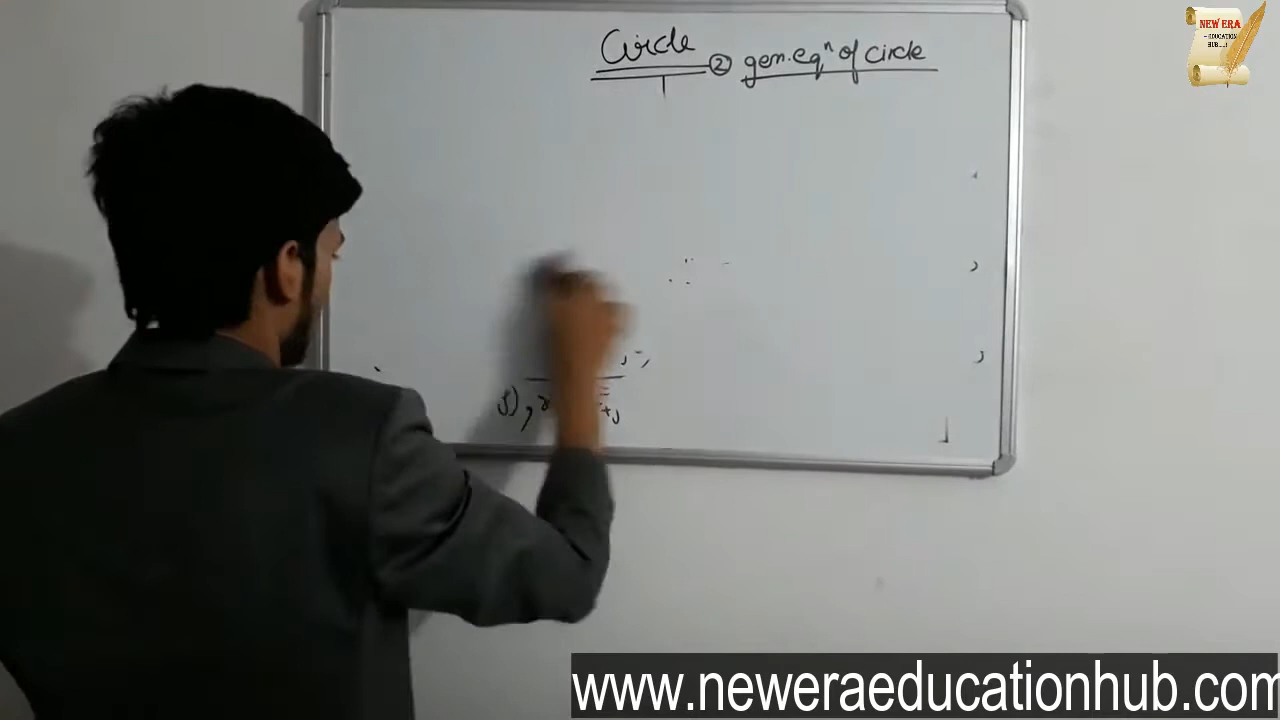 Circle
② gen. eqⁿ of circle
NEW ERA
- EDUCATION
HUB....!
www.neweraeducationhub.com